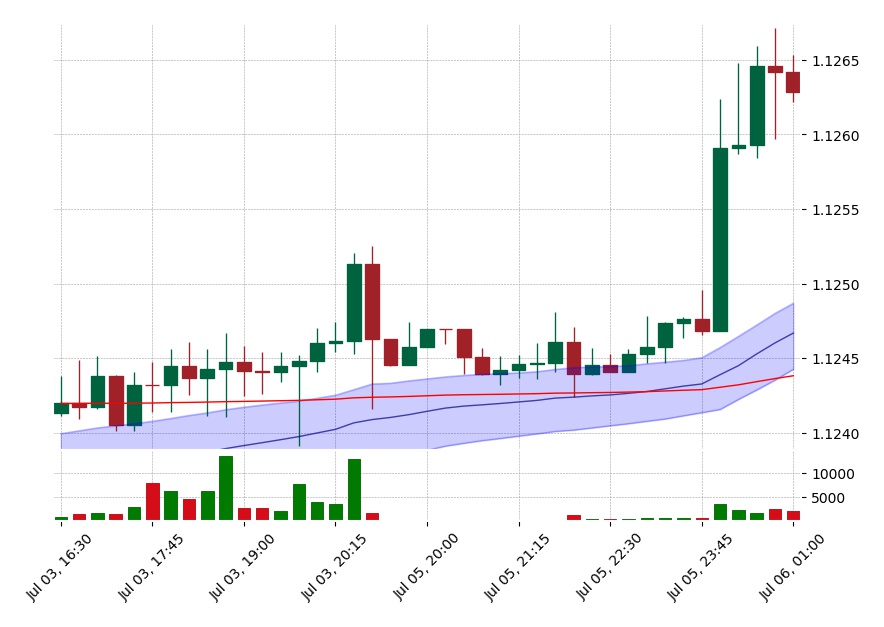 1.1265
1.1260
1.1255
1.1250
1.1245
1.1240
10000
5000
Jul 03, 16:30
Jul 03, 17:45
Jul 03, 19:00
Jul 03, 20:15
Jul 05, 20:00
Jul 05, 21:15
Jul 05, 22:30
Jul 05, 23:45
Jul 06, 01:00